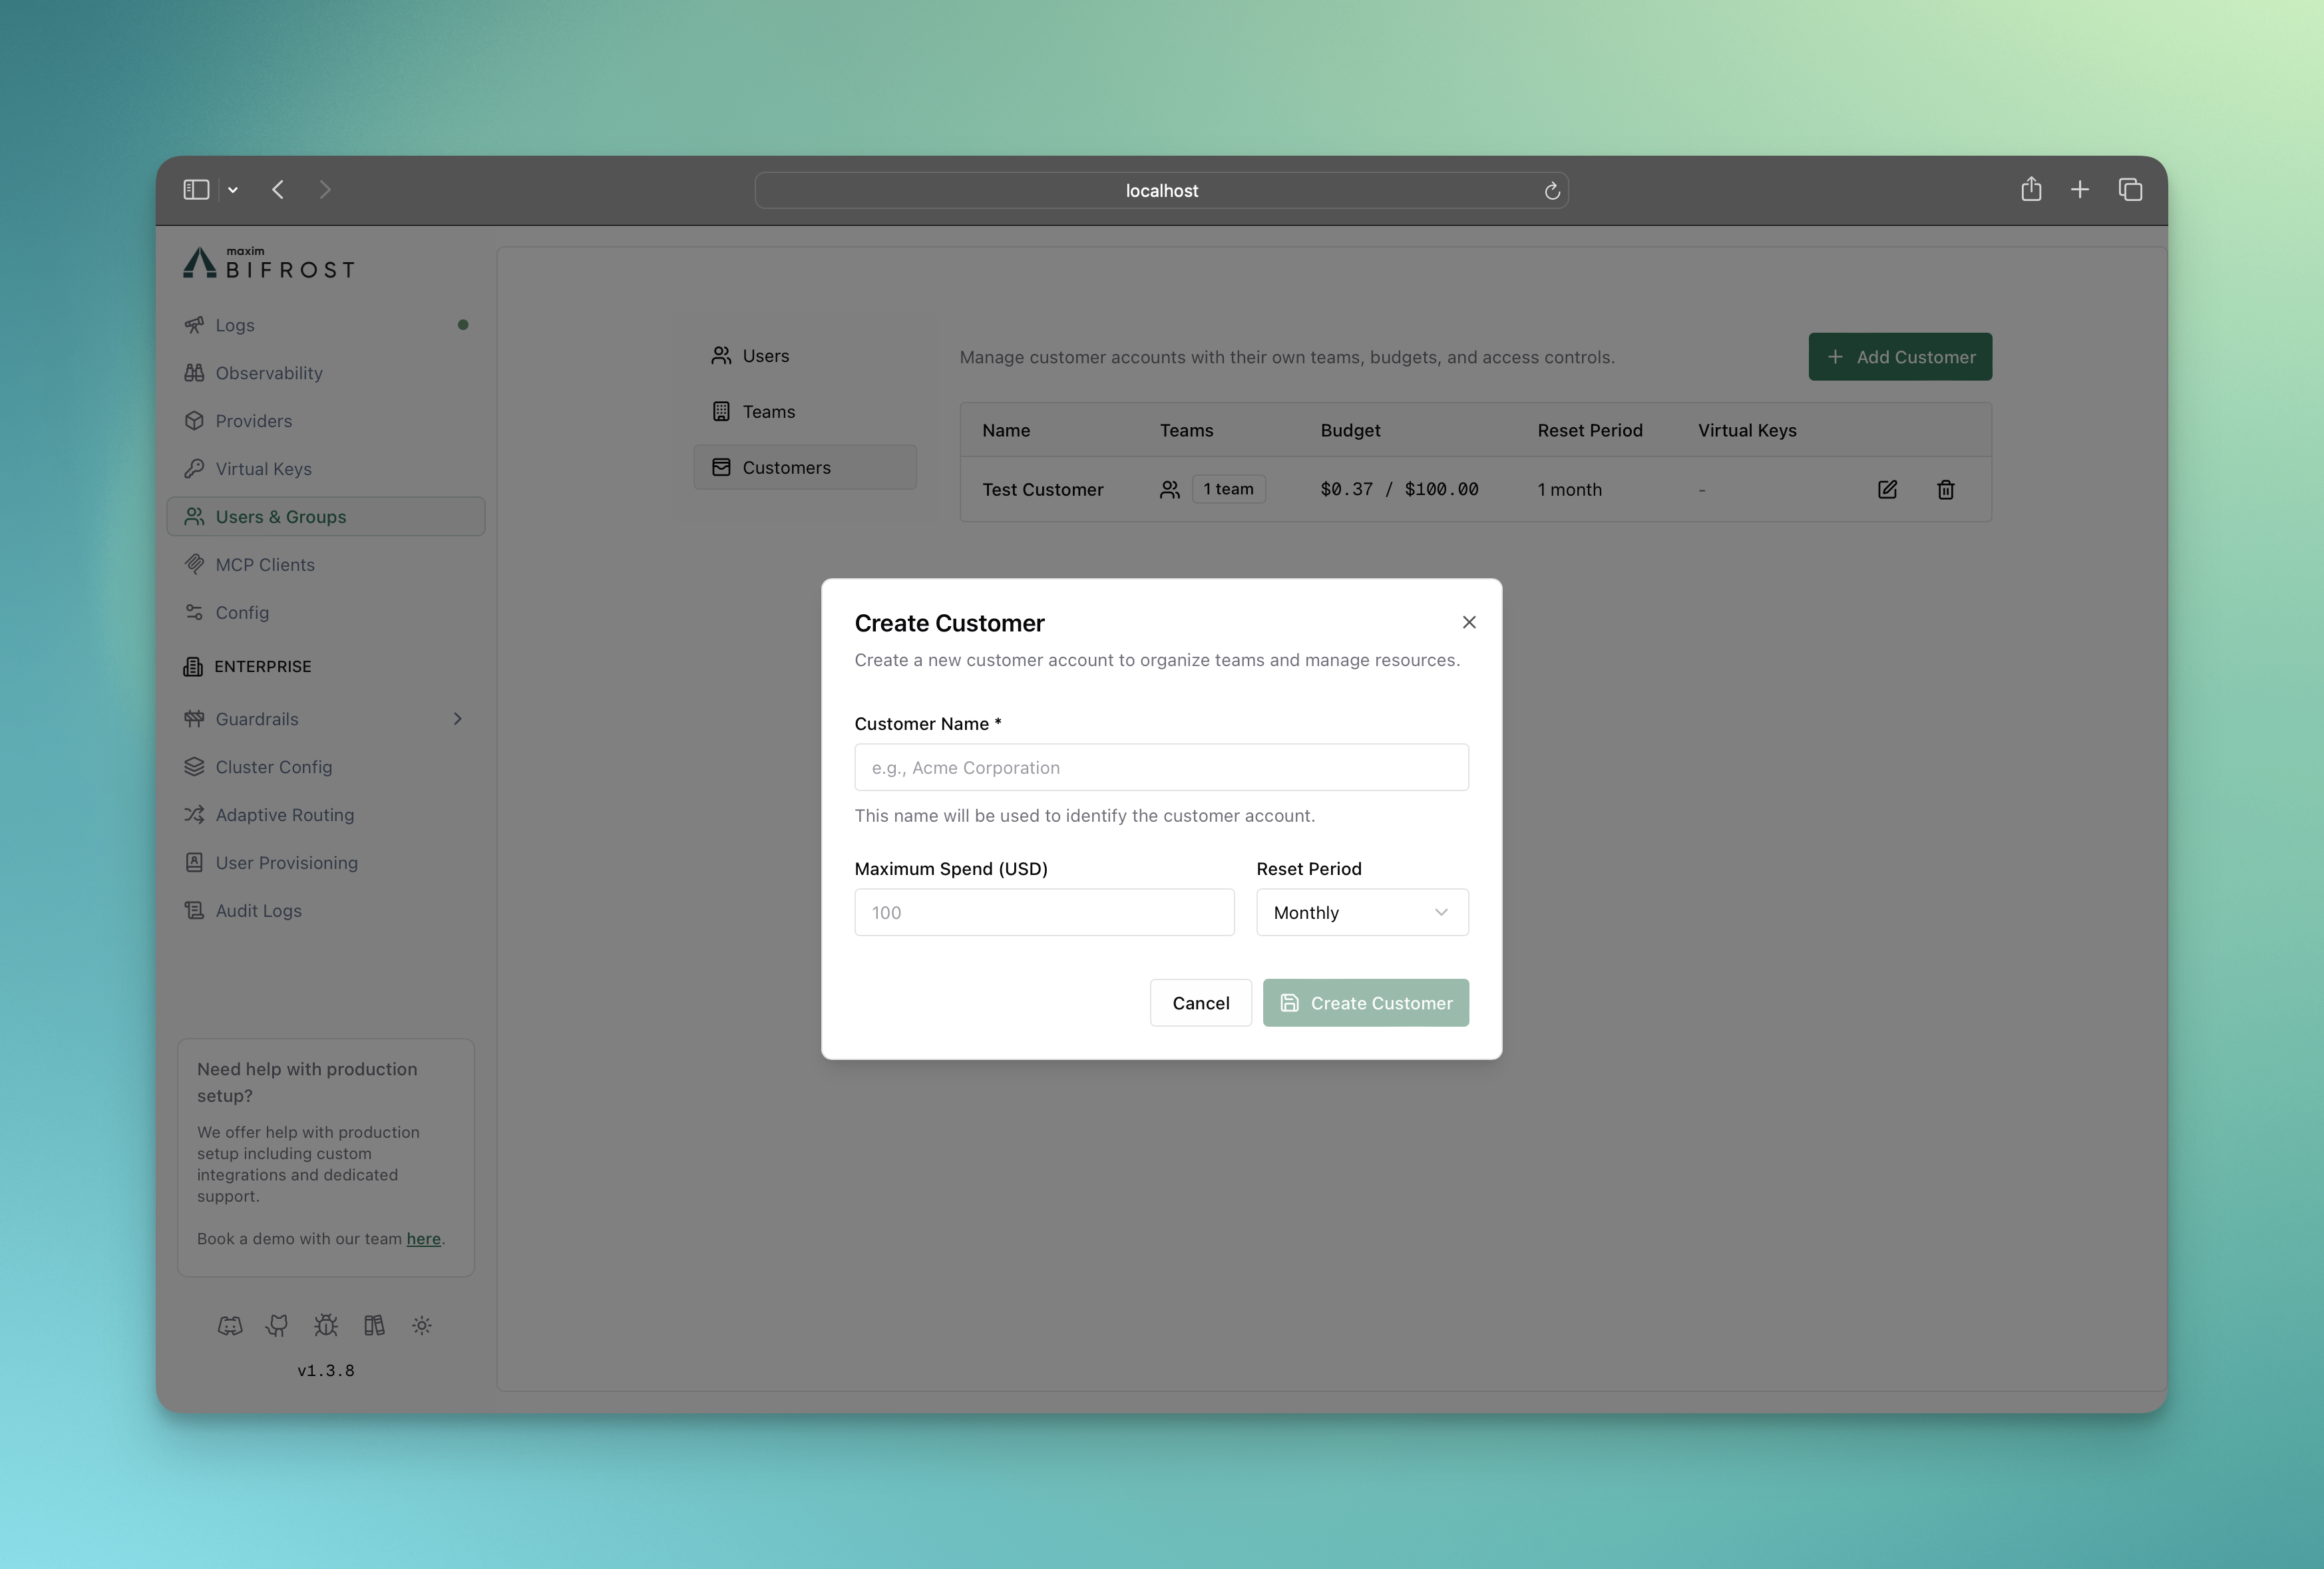 localhost
maxim
BIFROST
Logs
Observability
Providers
Virtual Keys
Users & Groups
MCP Clients
Config
ENTERPRISE
Guardrails
Cluster Config
Adaptive Routing
User Provisioning
Audit Logs
Need help with production
setup?
We offer help with production
setup including custom
integrations and dedicated
support.
Book a demo with our team here.
v1.3.8
Users
Teams
Customers
Manage customer accounts with their own teams, budgets, and access controls.
Add Customer
Name Teams Budget Reset Period Virtual Keys
Test Customer 1 team $0.37 / $100.00 1 month -
Create Customer
Create a new customer account to organize teams and manage resources.
Customer Name *
e.g., Acme Corporation
This name will be used to identify the customer account.
Maximum Spend (USD) Reset Period
100 Monthly
Cancel Create Customer